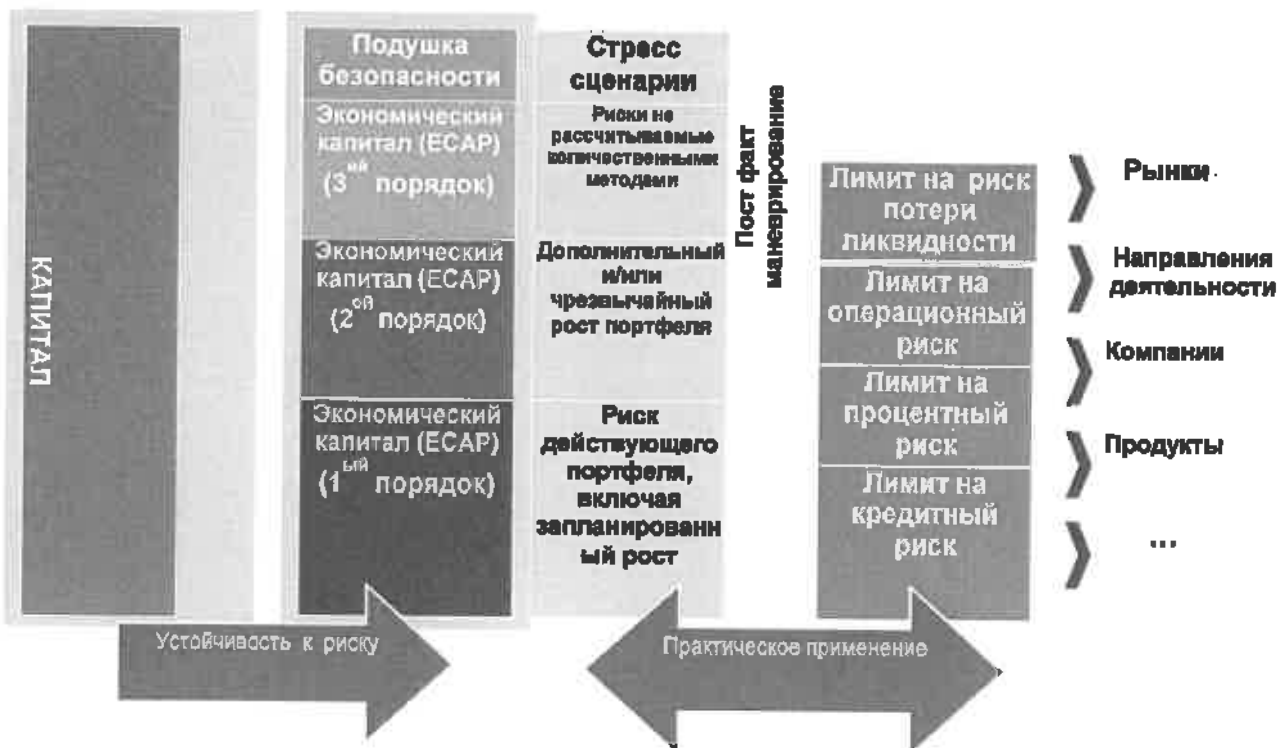 КАПИТАЛ
Подушка
безопасности
Экономический
капитал (ECAP)
(3ий порядок)
Экономический
капитал (ECAP)
(2ой порядок)
Экономический
капитал (ECAP)
(1ый порядок)
Стресс
сценарии
Риски не
рассчитываемые
количественными
методами
Дополнительный
и/или
чрезвычайный
рост портфеля
Риск
действующего
портфеля,
включая
запланированн
ый рост
Пост факт
маневрирование
Лимит на риск
потери
ликвидности
Лимит на
операционный
риск
Лимит на
процентный
риск
Лимит на
кредитный
риск
Рынки
Направления
деятельности
Компании
Продукты
...
Устойчивость к риску
Практическое применение